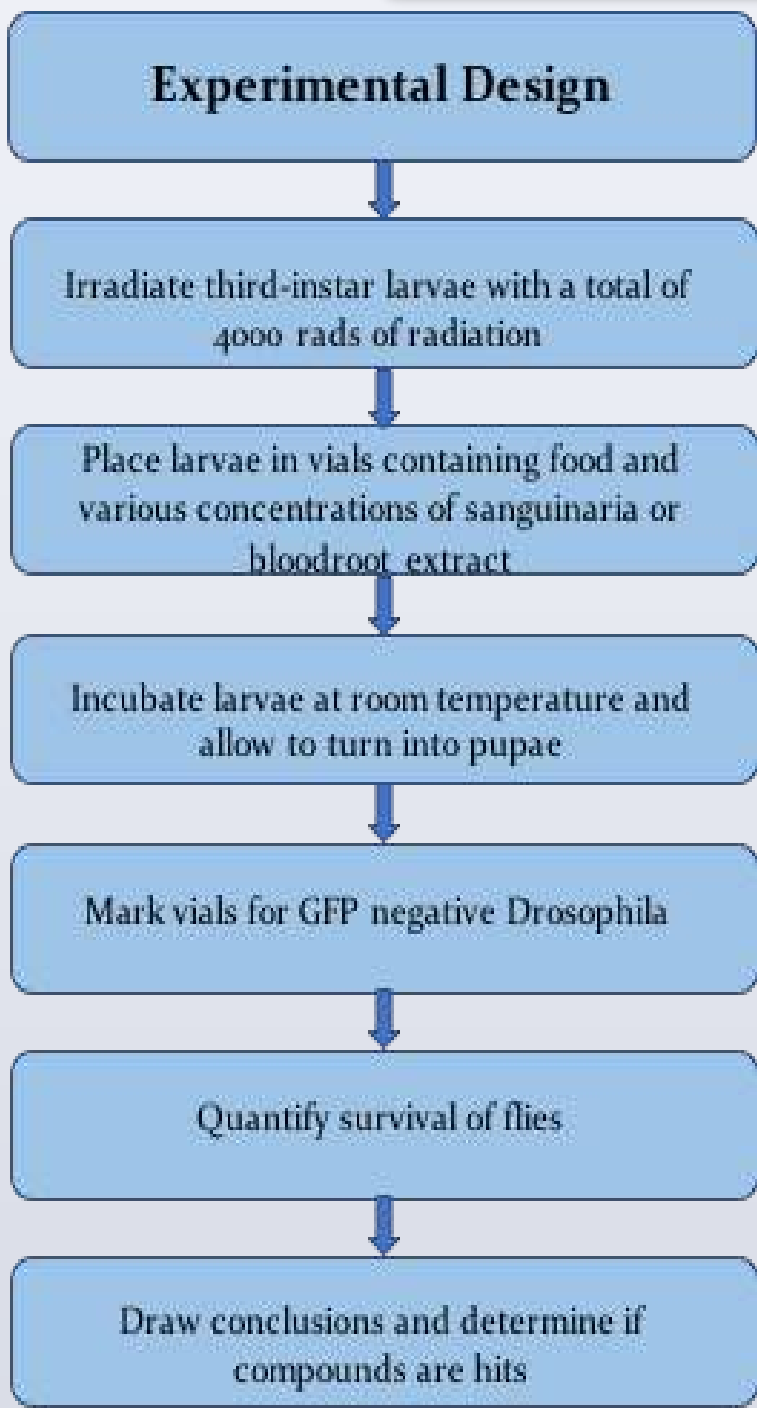 Experimental Design
Irradiate third-instar larvae with a total of
4000 rads of radiation
Place larvae in vials containing food and
various concentrations of sanguinaria or
bloodroot extract
Incubate larvae at room temperature and
allow to turn into pupae
Mark vials for GFP negative Drosophila
Quantify survival of flies
Draw conclusions and determine if
compounds are hits